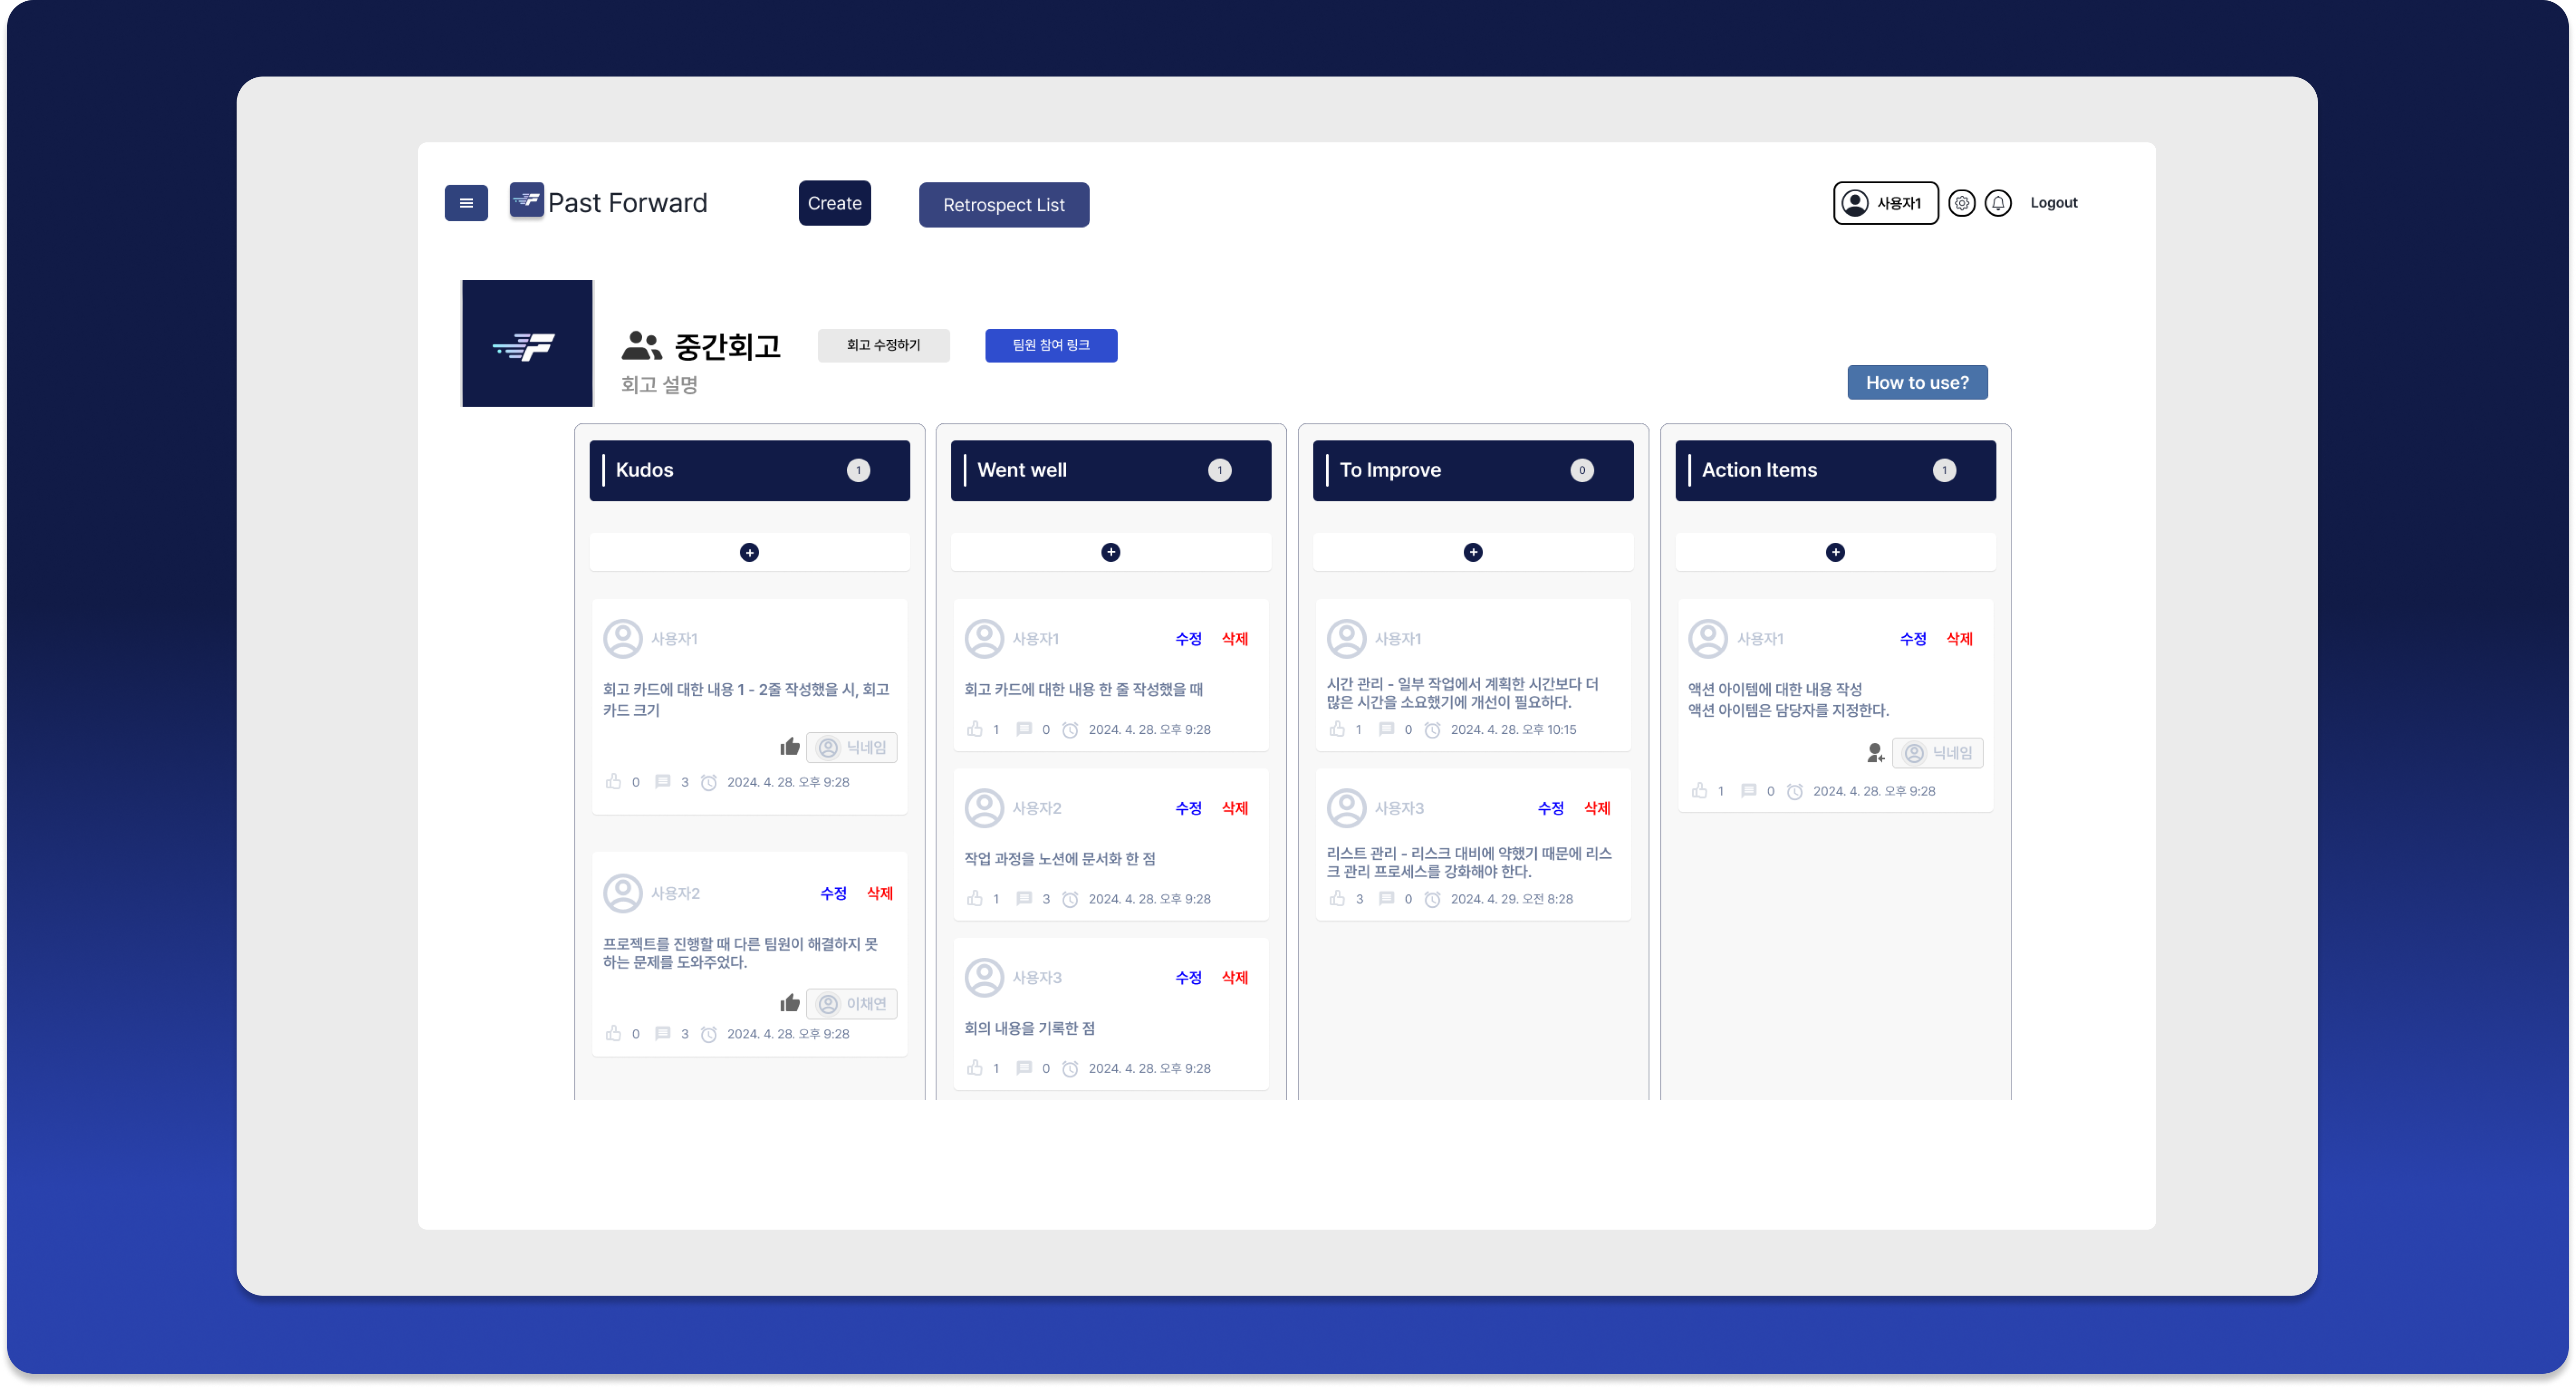 Past Forward
Create
Retrospect List
사용자1
Logout
중간회고
회고 수정하기
팀원 참여 링크
회고 설명
How to use?
Kudos
1
사용자1
회고 카드에 대한 내용 1 - 2줄 작성했을 시, 회고
카드 크기
닉네임
0 3 2024. 4. 28. 오후 9:28
사용자2 수정 삭제
프로젝트를 진행할 때 다른 팀원이 해결하지 못
하는 문제를 도와주었다.
이채연
0 3 2024. 4. 28. 오후 9:28
Went well
1
사용자1 수정 삭제
회고 카드에 대한 내용 한 줄 작성했을 때
1 0 2024. 4. 28. 오후 9:28
사용자2 수정 삭제
작업 과정을 노션에 문서화 한 점
1 3 2024. 4. 28. 오후 9:28
사용자3 수정 삭제
회의 내용을 기록한 점
1 0 2024. 4. 28. 오후 9:28
To Improve
0
사용자1
시간 관리 - 일부 작업에서 계획한 시간보다 더
많은 시간을 소요했기에 개선이 필요하다.
1 0 2024. 4. 28. 오후 10:15
사용자3 수정 삭제
리스트 관리 - 리스크 대비에 약했기 때문에 리스
크 관리 프로세스를 강화해야 한다.
3 0 2024. 4. 29. 오전 8:28
Action Items
1
사용자1 수정 삭제
액션 아이템에 대한 내용 작성
액션 아이템은 담당자를 지정한다.
닉네임
1 0 2024. 4. 28. 오후 9:28